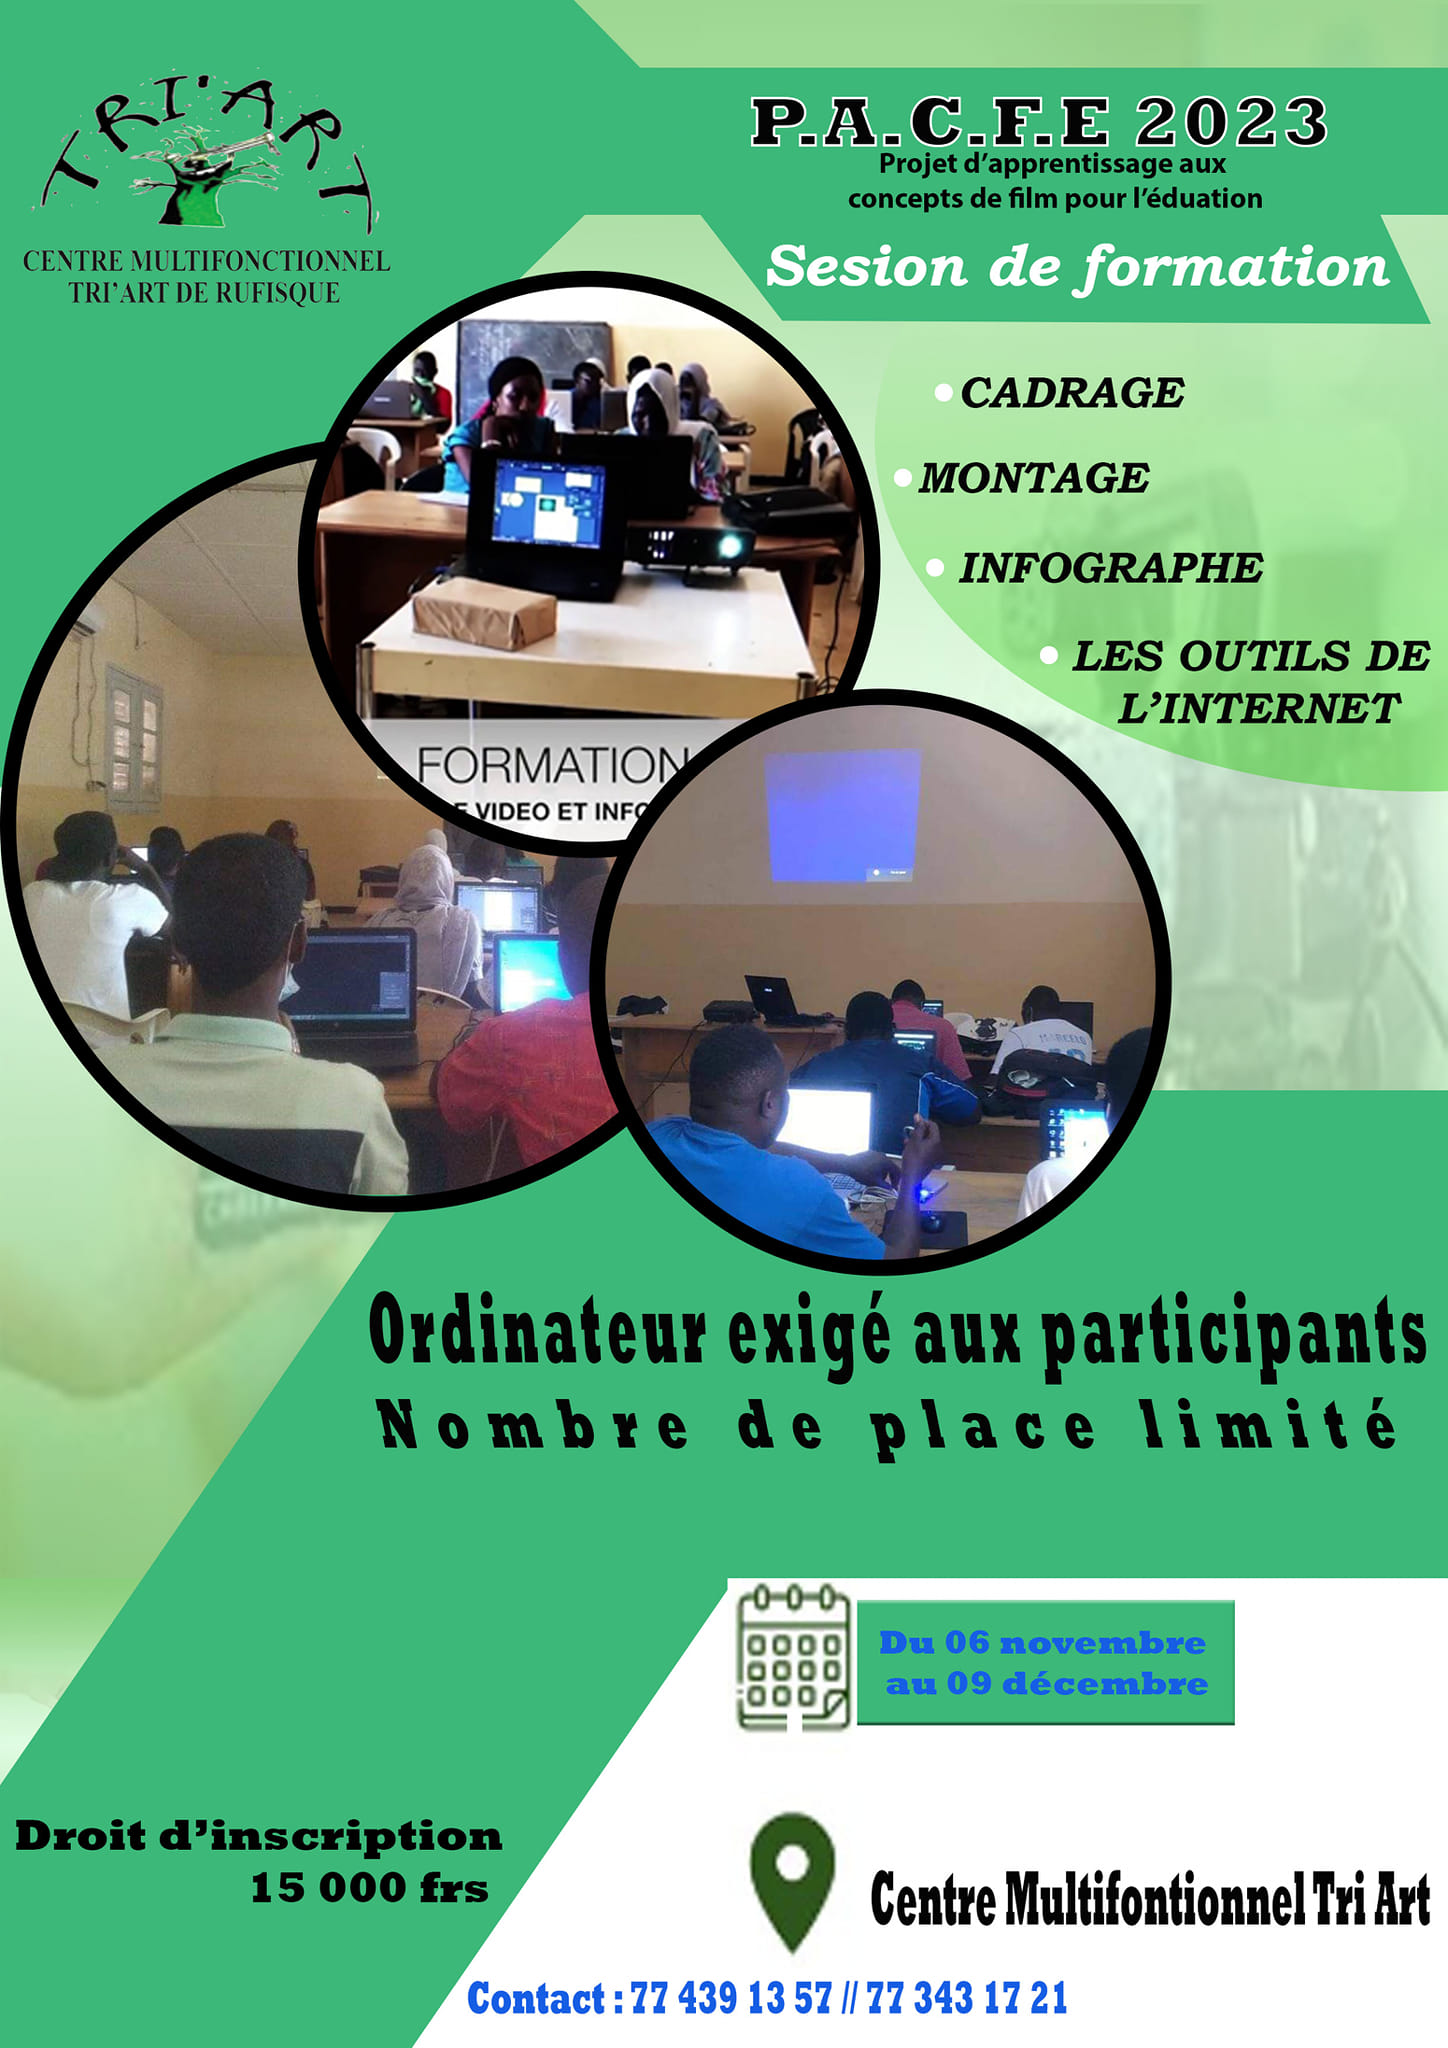 TRI'ART
CENTRE MULTIFONCTIONNEL
TRI'ART DE RUFISQUE
P.A.C.F.E 2023
Projet d'apprentissage aux
concepts de film pour l'éduation
Sesion de formation
• CADRAGE
• MONTAGE
• INFOGRAPHE
• LES OUTILS DE
L'INTERNET
FORMATION
VIDEO ET INFO
MARCELO
Ordinateur exigé aux participants
Nombre de place limité
Du 06 novembre
au 09 décembre
Droit d'inscription
15 000 frs
Centre Multifontionnel Tri Art
Contact : 77 439 13 57 // 77 343 17 21